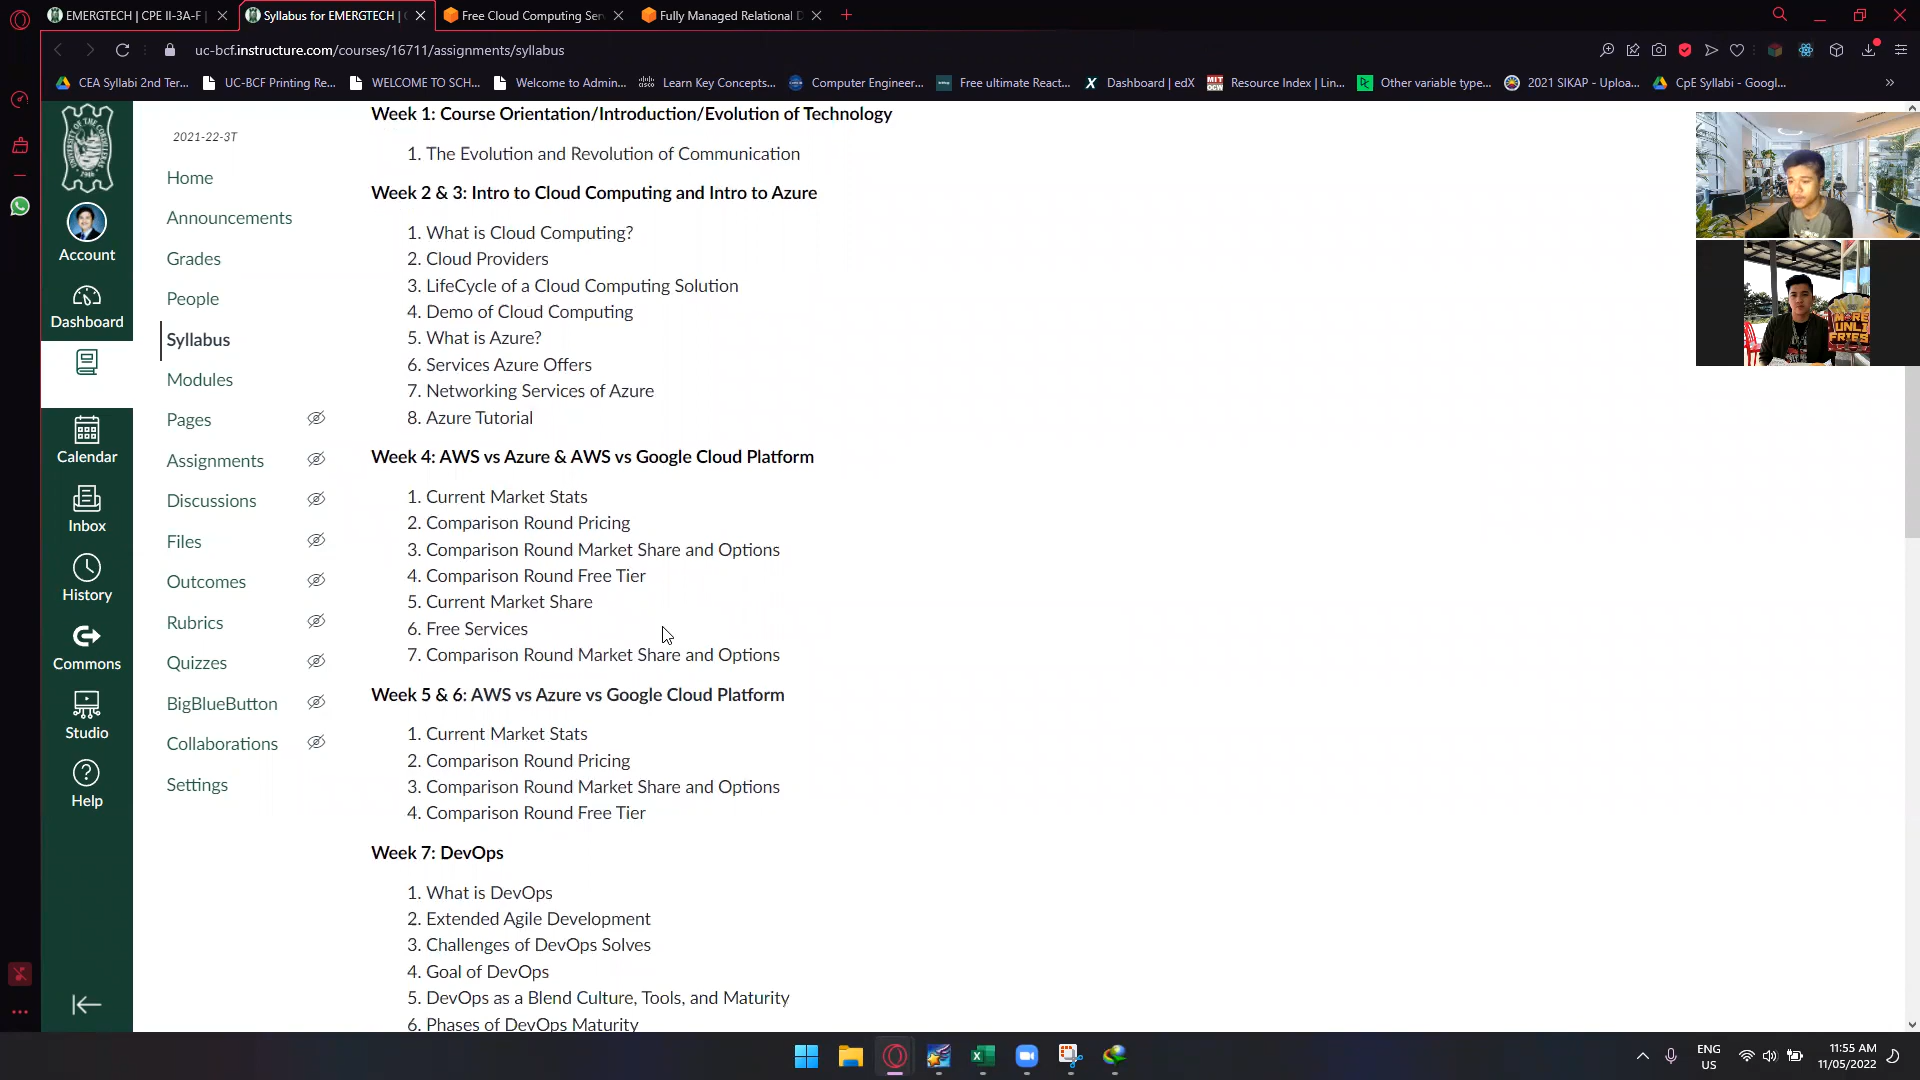 EMERGTECH | CPE II-3A-F |
Syllabus for EMERGTECH | C
Free Cloud Computing Ser
Fully Managed Relational D
uc-bcf.instructure.com/courses/16711/assignments/syllabus
CEA Syllabi 2nd Ter...
UC-BCF Printing Re...
WELCOME TO SCH...
Welcome to Admin...
Learn Key Concepts...
Computer Engineer...
Free ultimate React...
Dashboard | edX
Resource Index | Lin...
Other variable type...
2021 SIKAP - Uploa...
CpE Syllabi - Googl...
UNIVERSITY OF THE CORDILLERAS
1946
Account
Dashboard
Calendar
Inbox
History
Commons
Studio
Help
2021-22-3T
Home
Announcements
Grades
People
Syllabus
Modules
Pages
Assignments
Discussions
Files
Outcomes
Rubrics
Quizzes
BigBlueButton
Collaborations
Settings
Week 1: Course Orientation/Introduction/Evolution of Technology
1. The Evolution and Revolution of Communication
Week 2 & 3: Intro to Cloud Computing and Intro to Azure
1. What is Cloud Computing?
2. Cloud Providers
3. LifeCycle of a Cloud Computing Solution
4. Demo of Cloud Computing
5. What is Azure?
6. Services Azure Offers
7. Networking Services of Azure
8. Azure Tutorial
Week 4: AWS vs Azure & AWS vs Google Cloud Platform
1. Current Market Stats
2. Comparison Round Pricing
3. Comparison Round Market Share and Options
4. Comparison Round Free Tier
5. Current Market Share
6. Free Services
7. Comparison Round Market Share and Options
Week 5 & 6: AWS vs Azure vs Google Cloud Platform
1. Current Market Stats
2. Comparison Round Pricing
3. Comparison Round Market Share and Options
4. Comparison Round Free Tier
Week 7: DevOps
1. What is DevOps
2. Extended Agile Development
3. Challenges of DevOps Solves
4. Goal of DevOps
5. DevOps as a Blend Culture, Tools, and Maturity
6. Phases of DevOps Maturity
MORE
UNLI
FRIES
ENG
US
11:55 AM
11/05/2022